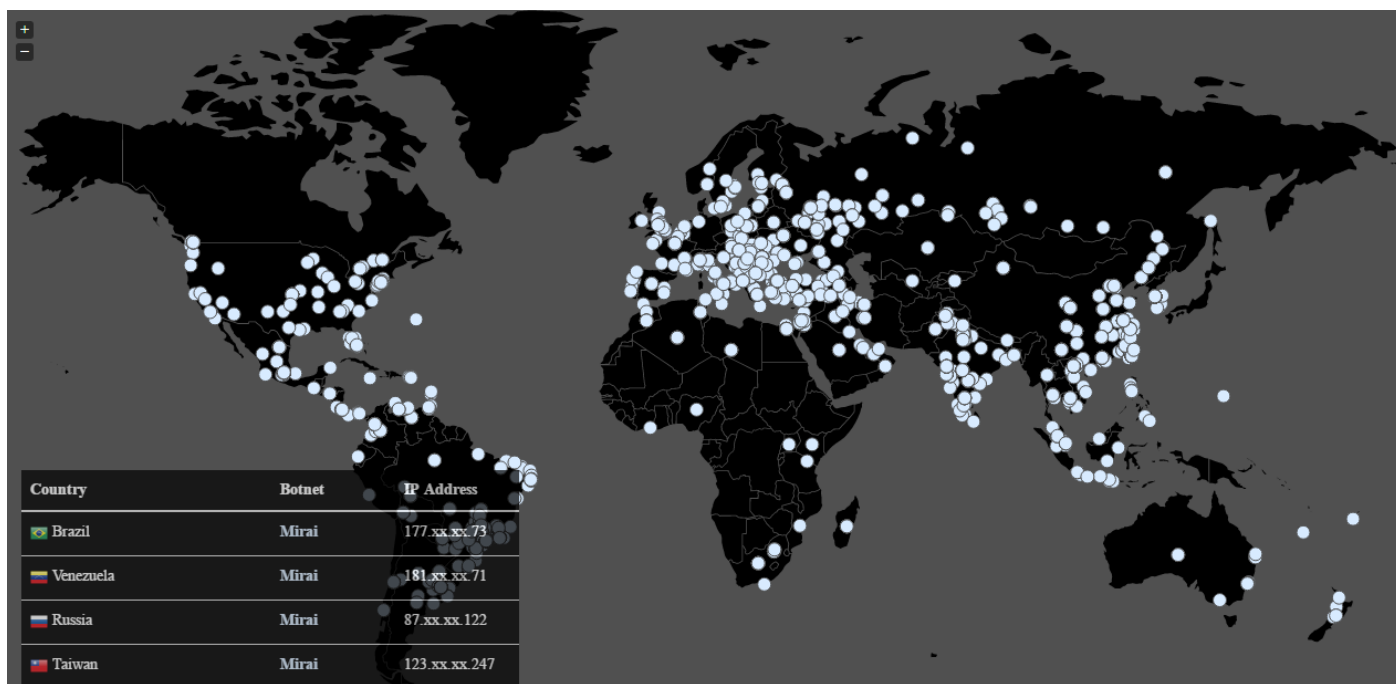 +
−
Country Botnet IP Address
Brazil Mirai 177.xx.xx.73
Venezuela Mirai 181.xx.xx.71
Russia Mirai 87.xx.xx.122
Taiwan Mirai 123.xx.xx.247